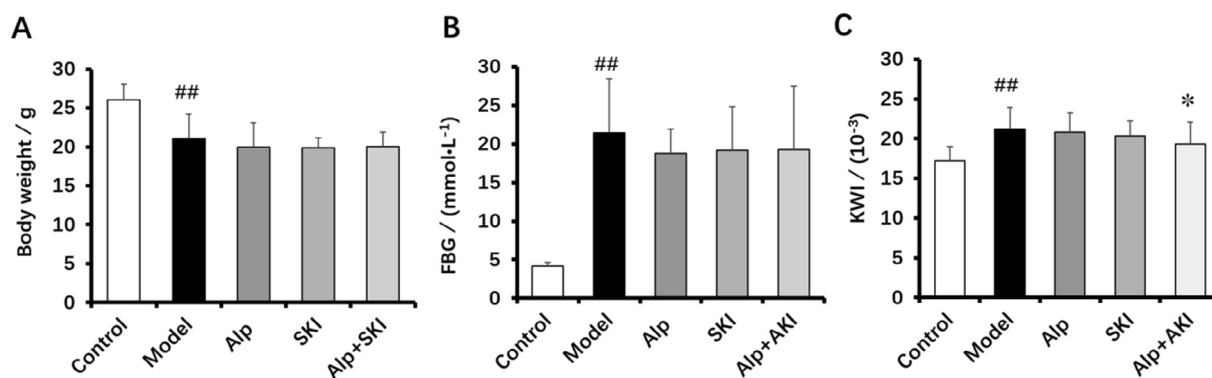 A
Body weight / g
30
25
20
15
10
5
0
##
Control
Model
Alp
SKI
Alp+SKI
B
FBG / (mmol•L⁻¹)
30
25
20
15
10
5
0
##
Control
Model
Alp
SKI
Alp+AKI
C
KWI / (10⁻³)
30
25
20
15
10
5
0
##
*
Control
Model
Alp
SKI
Alp+AKI